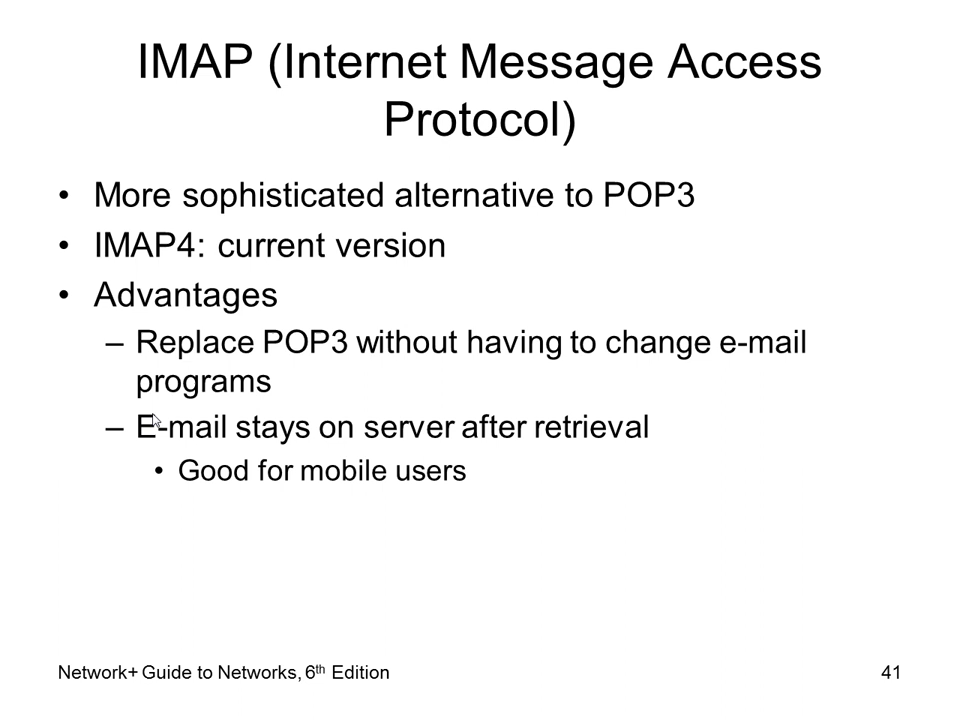 IMAP (Internet Message Access
Protocol)
• More sophisticated alternative to POP3
• IMAP4: current version
• Advantages
– Replace POP3 without having to change e-mail
programs
– E-mail stays on server after retrieval
• Good for mobile users
Network+ Guide to Networks, 6th Edition 41